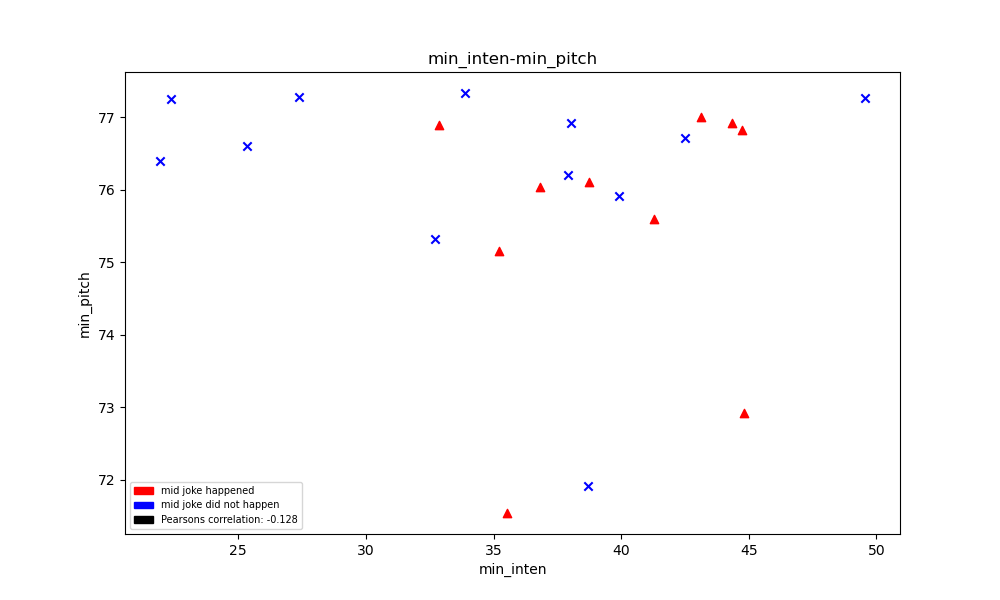 min_inten-min_pitch
77
76
75
74
73
72
min_pitch
mid joke happened
mid joke did not happen
Pearsons correlation: -0.128
25 30 35 40 45 50
min_inten